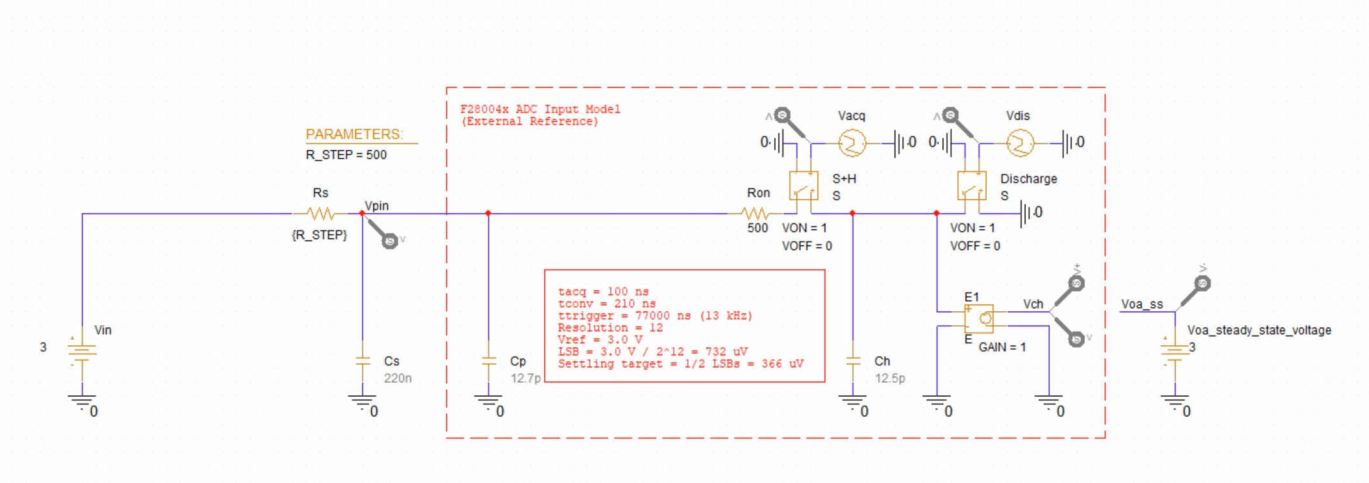 F28004x ADC Input Model
(External Reference)
PARAMETERS:
R_STEP = 500
Rs
{R_STEP}
Vpin
V
Vin
3
0
Cs
220n
0
Cp
12.7p
0
tacq = 100 ns
tconv = 210 ns
ttrigger = 77000 ns (13 kHz)
Resolution = 12
Vref = 3.0 V
LSB = 3.0 V / 2^12 = 732 uV
Settling target = 1/2 LSBs = 366 uV
Ron
500
V
0
Vacq
0
S+H
S
VON = 1
VOFF = 0
V
0
Vdis
0
Discharge
S
0
VON = 1
VOFF = 0
Ch
12.5p
0
E1
E
GAIN = 1
Vch
V+
V
0
0
Voa_ss
V-
Voa_steady_state_voltage
3
0